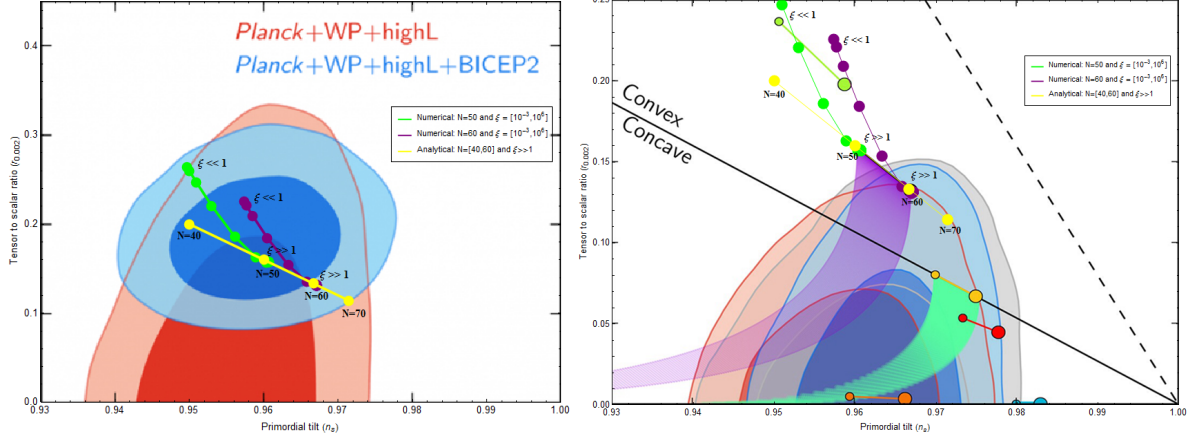 Planck+WP+highL
Planck+WP+highL+BICEP2
Numerical: N=50 and ξ = [10⁻³,10⁶]
Numerical: N=60 and ξ = [10⁻³,10⁶]
Analytical: N=[40,60] and ξ>>1
ξ << 1
ξ << 1
N=40
ξ >> 1
N=50
ξ >> 1
N=60
N=70
0.4
0.3
0.2
0.1
0.0
Tensor to scalar ratio (r0.002)
0.93
0.94
0.95
0.96
0.97
0.98
0.99
1.00
Primordial tilt (ns)
Numerical: N=50 and ξ = [10⁻³,10⁶]
Numerical: N=60 and ξ = [10⁻³,10⁶]
Analytical: N=[40,60] and ξ>>1
ξ << 1
ξ << 1
N=40
Convex
Concave
ξ >> 1
N=50
ξ >> 1
N=60
N=70
0.25
0.20
0.15
0.10
0.05
0.00
Tensor to scalar ratio (r0.002)
0.93
0.94
0.95
0.96
0.97
0.98
0.99
1.00
Primordial tilt (ns)